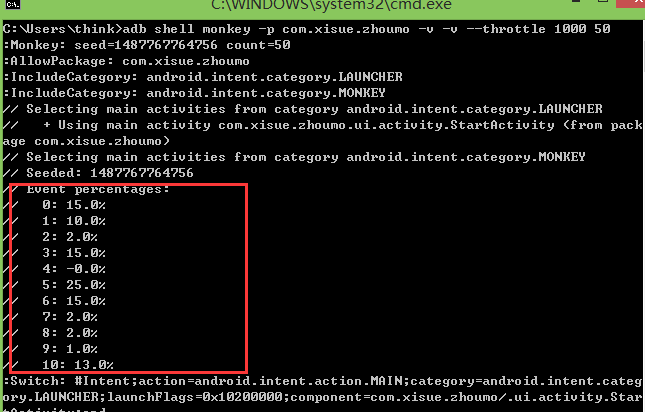 C:\WINDOWS\system32\cmd.exe
C:\Users\think>adb shell monkey -p com.xisue.zhoumo -v -v --throttle 1000 50
:Monkey: seed=1487767764756 count=50
:AllowPackage: com.xisue.zhoumo
:IncludeCategory: android.intent.category.LAUNCHER
:IncludeCategory: android.intent.category.MONKEY
// Selecting main activities from category android.intent.category.LAUNCHER
//   + Using main activity com.xisue.zhoumo.ui.activity.StartActivity (from pack
age com.xisue.zhoumo)
// Selecting main activities from category android.intent.category.MONKEY
// Seeded: 1487767764756
// Event percentages:
//   0: 15.0%
//   1: 10.0%
//   2: 2.0%
//   3: 15.0%
//   4: -0.0%
//   5: 25.0%
//   6: 15.0%
//   7: 2.0%
//   8: 2.0%
//   9: 1.0%
//   10: 13.0%
:Switch: #Intent;action=android.intent.action.MAIN;category=android.intent.categ
ory.LAUNCHER;launchFlags=0x10200000;component=com.xisue.zhoumo/.ui.activity.Star
tActivity;end